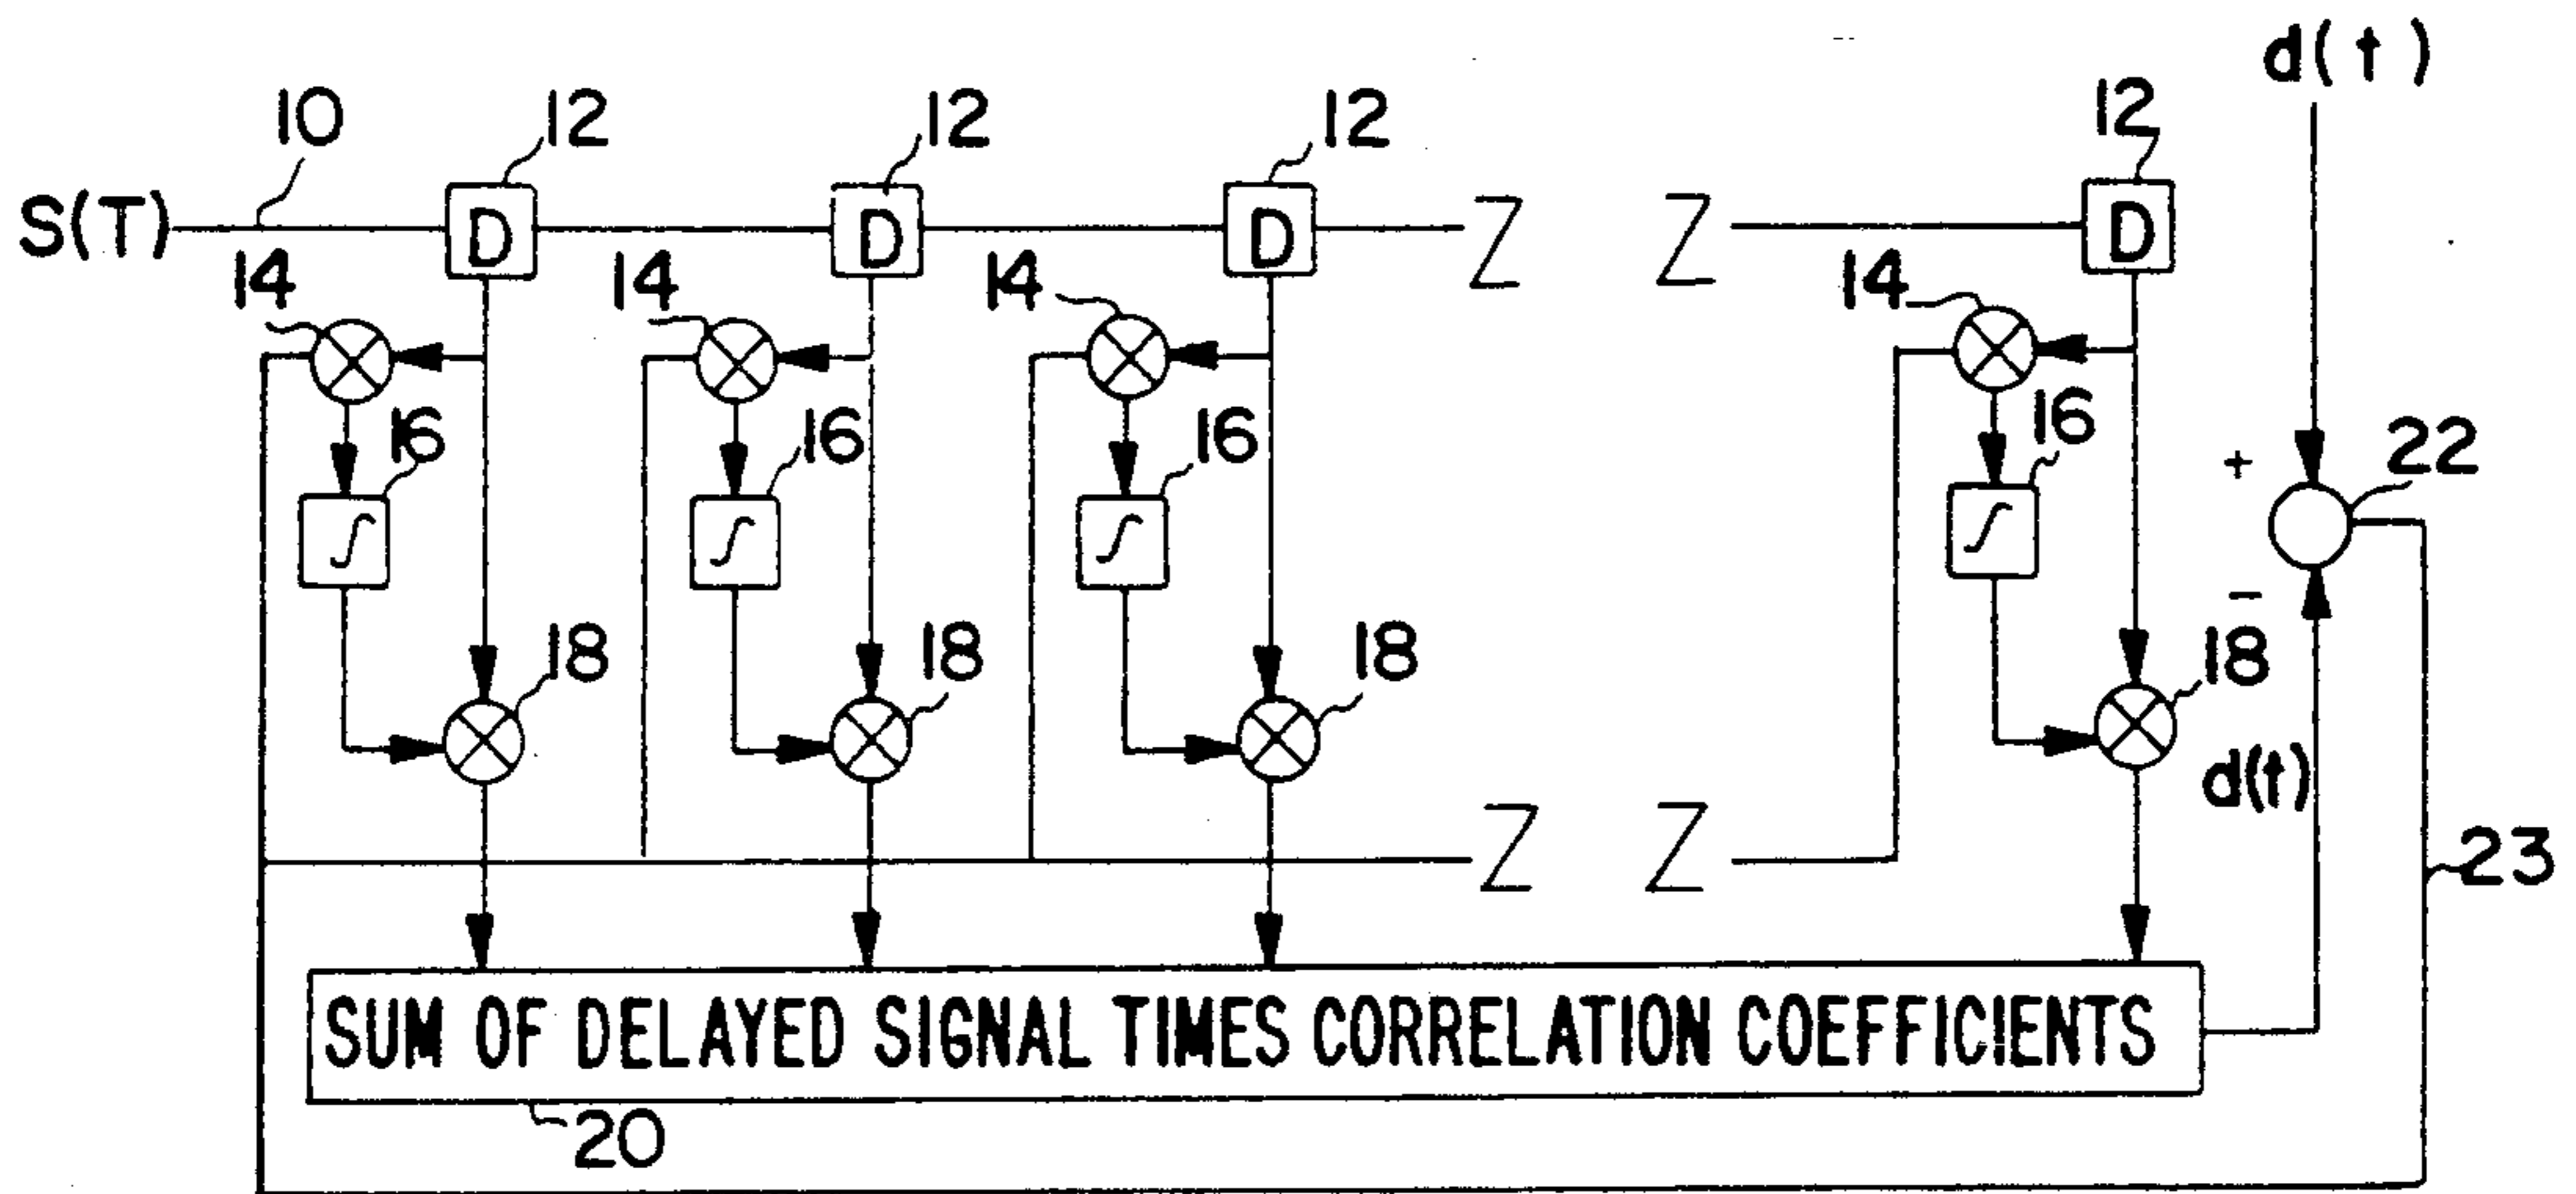 d(t)
10 12 12 12 12
S(T) D D D D
14 14 14 14
16 16 16 16
+ 22
∫ ∫ ∫ ∫
−
18 18 18 18
d(t)
23
SUM OF DELAYED SIGNAL TIMES CORRELATION COEFFICIENTS
20